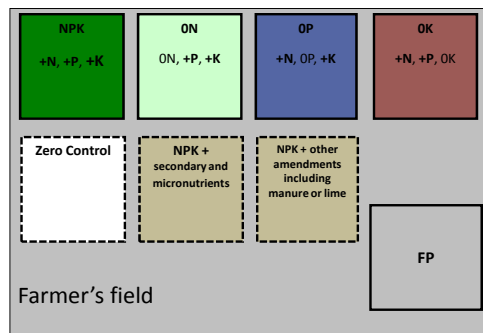 NPK
+N, +P, +K
0N
0N, +P, +K
0P
+N, 0P, +K
0K
+N, +P, 0K
Zero Control
NPK +
secondary and
micronutrients
NPK + other
amendments
including
manure or lime
FP
Farmer's field